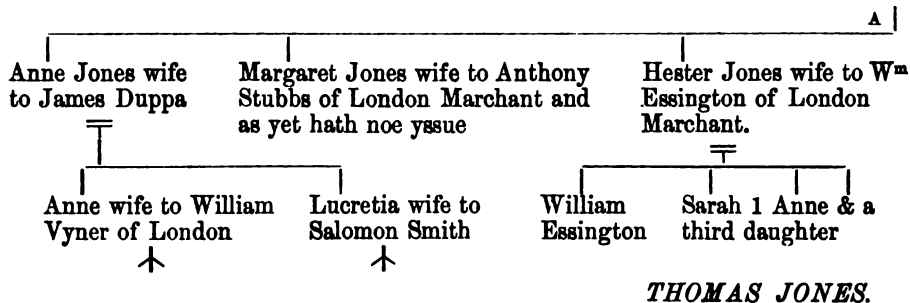 A
Anne Jones wife
to James Duppa
Margaret Jones wife to Anthony
Stubbs of London Marchant and
as yet hath noe yssue
Hester Jones wife to Wᵐ
Essington of London
Marchant.
Anne wife to William
Vyner of London
Lucretia wife to
Salomon Smith
William
Essington
Sarah 1 Anne & a
third daughter
THOMAS JONES.